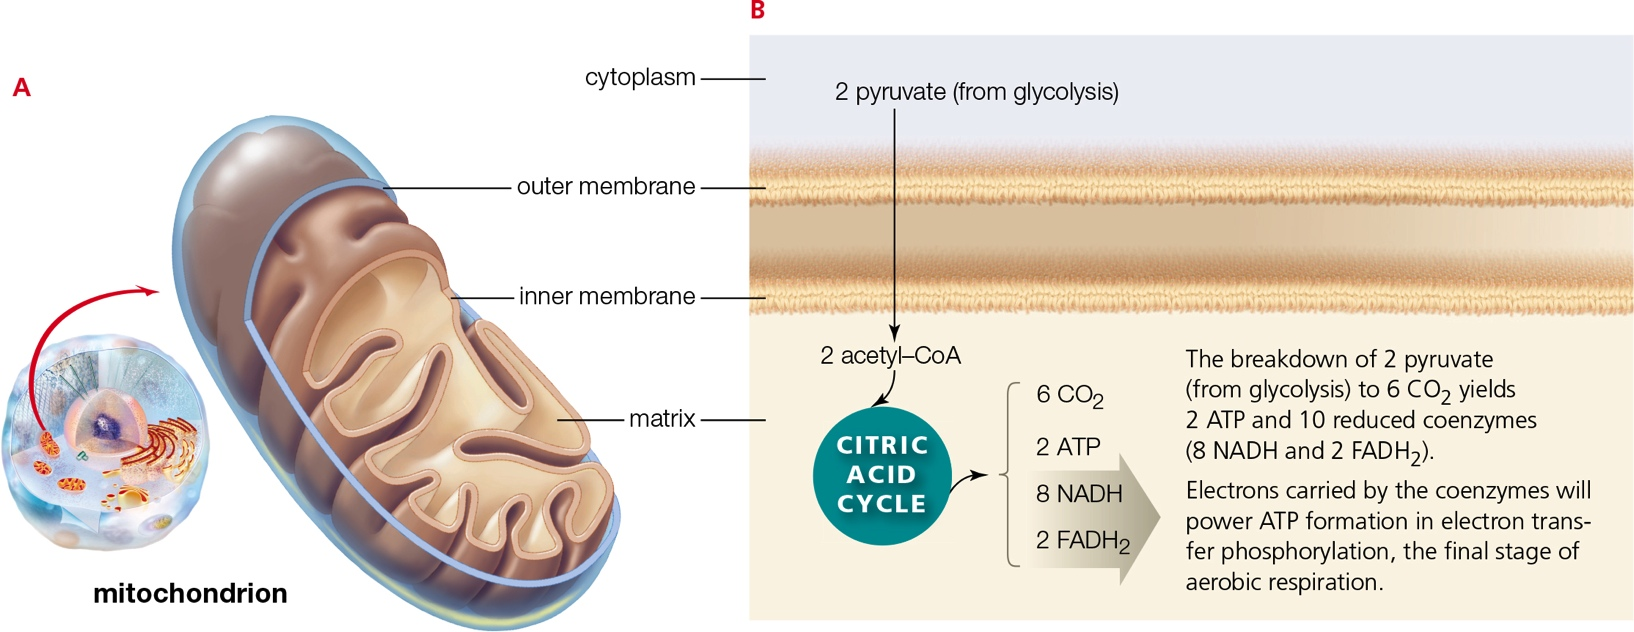 A
mitochondrion
cytoplasm
outer membrane
inner membrane
matrix
B
2 pyruvate (from glycolysis)
2 acetyl–CoA
CITRIC
ACID
CYCLE
6 CO₂
2 ATP
8 NADH
2 FADH₂
The breakdown of 2 pyruvate
(from glycolysis) to 6 CO₂ yields
2 ATP and 10 reduced coenzymes
(8 NADH and 2 FADH₂).
Electrons carried by the coenzymes will
power ATP formation in electron trans-
fer phosphorylation, the final stage of
aerobic respiration.